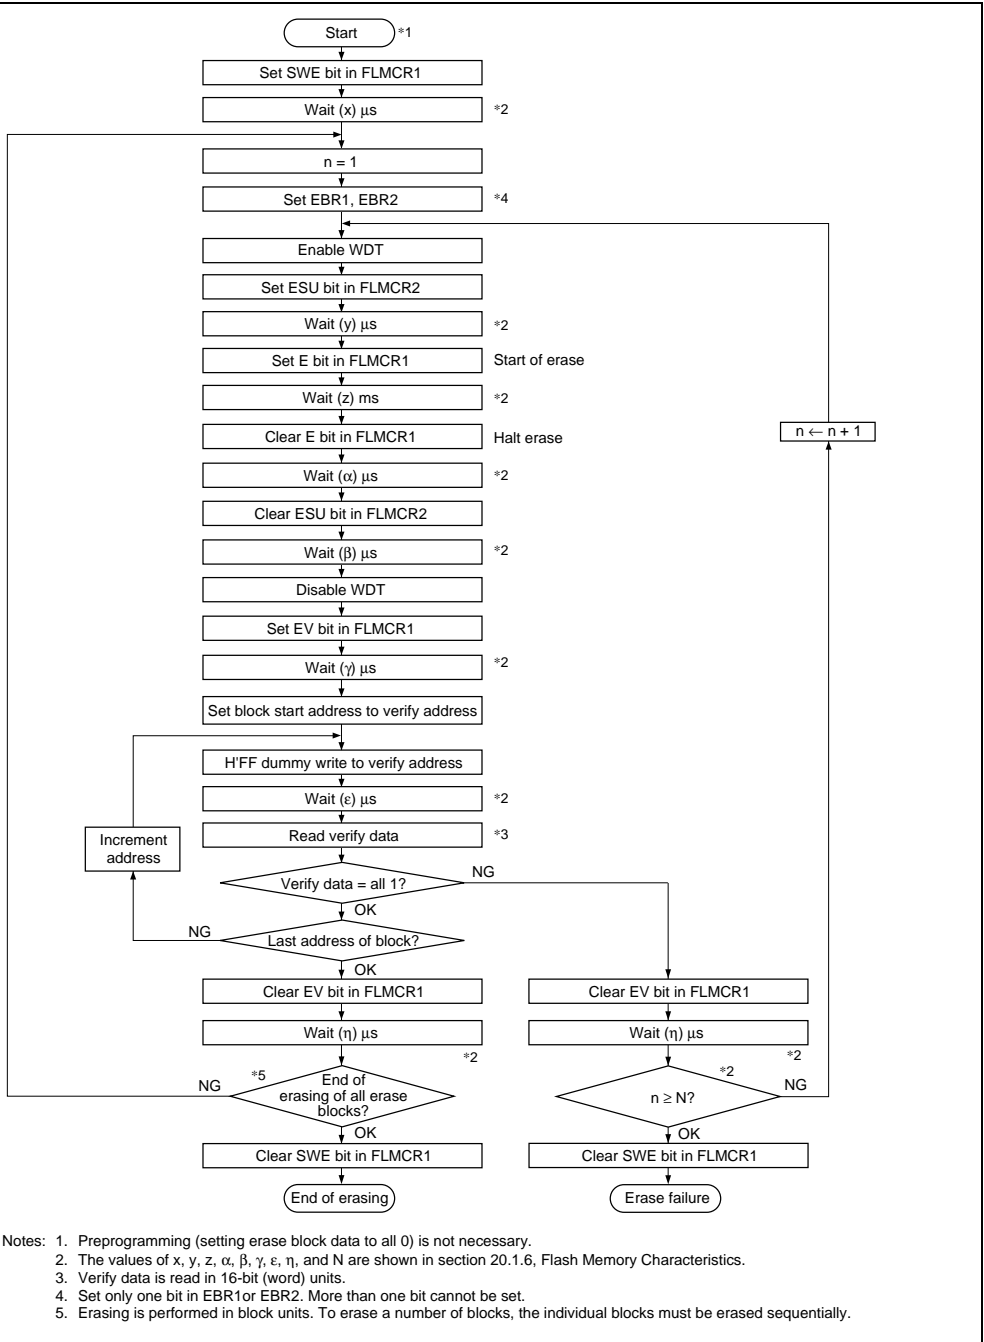 Start *1
Set SWE bit in FLMCR1
Wait (x) μs *2
n = 1
Set EBR1, EBR2 *4
Enable WDT
Set ESU bit in FLMCR2
Wait (y) μs *2
Set E bit in FLMCR1 Start of erase
Wait (z) ms *2
n ← n + 1
Clear E bit in FLMCR1 Halt erase
Wait (α) μs *2
Clear ESU bit in FLMCR2
Wait (β) μs *2
Disable WDT
Set EV bit in FLMCR1
Wait (γ) μs *2
Set block start address to verify address
H'FF dummy write to verify address
Wait (ε) μs *2
Read verify data *3
Increment
address
Verify data = all 1? NG
OK
NG Last address of block?
OK
Clear EV bit in FLMCR1 Clear EV bit in FLMCR1
Wait (η) μs Wait (η) μs
*2 *2
NG *5 End of
erasing of all erase
blocks?
*2
n ≥ N? NG
OK OK
Clear SWE bit in FLMCR1 Clear SWE bit in FLMCR1
End of erasing Erase failure
Notes: 1. Preprogramming (setting erase block data to all 0) is not necessary.
2. The values of x, y, z, α, β, γ, ε, η, and N are shown in section 20.1.6, Flash Memory Characteristics.
3. Verify data is read in 16-bit (word) units.
4. Set only one bit in EBR1or EBR2. More than one bit cannot be set.
5. Erasing is performed in block units. To erase a number of blocks, the individual blocks must be erased sequentially.